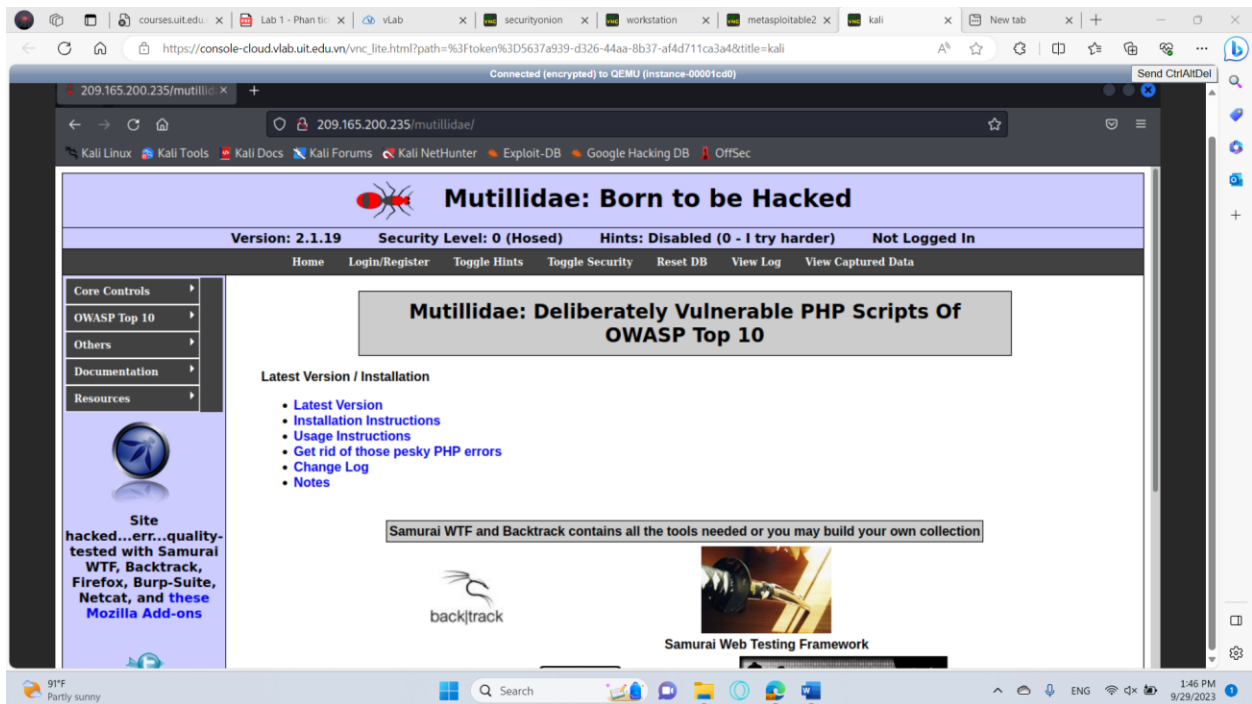 courses.uit.edu
Lab 1 - Phan tic
vLab
securityonion
workstation
metasploitable2
kali
New tab
https://console-cloud.vlab.uit.edu.vn/vnc_lite.html?path=%3Ftoken%3D5637a939-d326-44aa-8b37-af4d711ca3a4&title=kali
Connected (encrypted) to QEMU (instance-00001cd0)
Send CtrlAltDel
209.165.200.235/mutillid
209.165.200.235/mutillidae/
Kali Linux Kali Tools Kali Docs Kali Forums Kali NetHunter Exploit-DB Google Hacking DB OffSec
Mutillidae: Born to be Hacked
Version: 2.1.19 Security Level: 0 (Hosed) Hints: Disabled (0 - I try harder) Not Logged In
Home Login/Register Toggle Hints Toggle Security Reset DB View Log View Captured Data
Core Controls
OWASP Top 10
Others
Documentation
Resources
Site
hacked...err...quality-
tested with Samurai
WTF, Backtrack,
Firefox, Burp-Suite,
Netcat, and these
Mozilla Add-ons
Mutillidae: Deliberately Vulnerable PHP Scripts Of
OWASP Top 10
Latest Version / Installation
• Latest Version
• Installation Instructions
• Usage Instructions
• Get rid of those pesky PHP errors
• Change Log
• Notes
Samurai WTF and Backtrack contains all the tools needed or you may build your own collection
back|track
Samurai Web Testing Framework
91°F
Partly sunny
Search
ENG
1:46 PM
9/29/2023